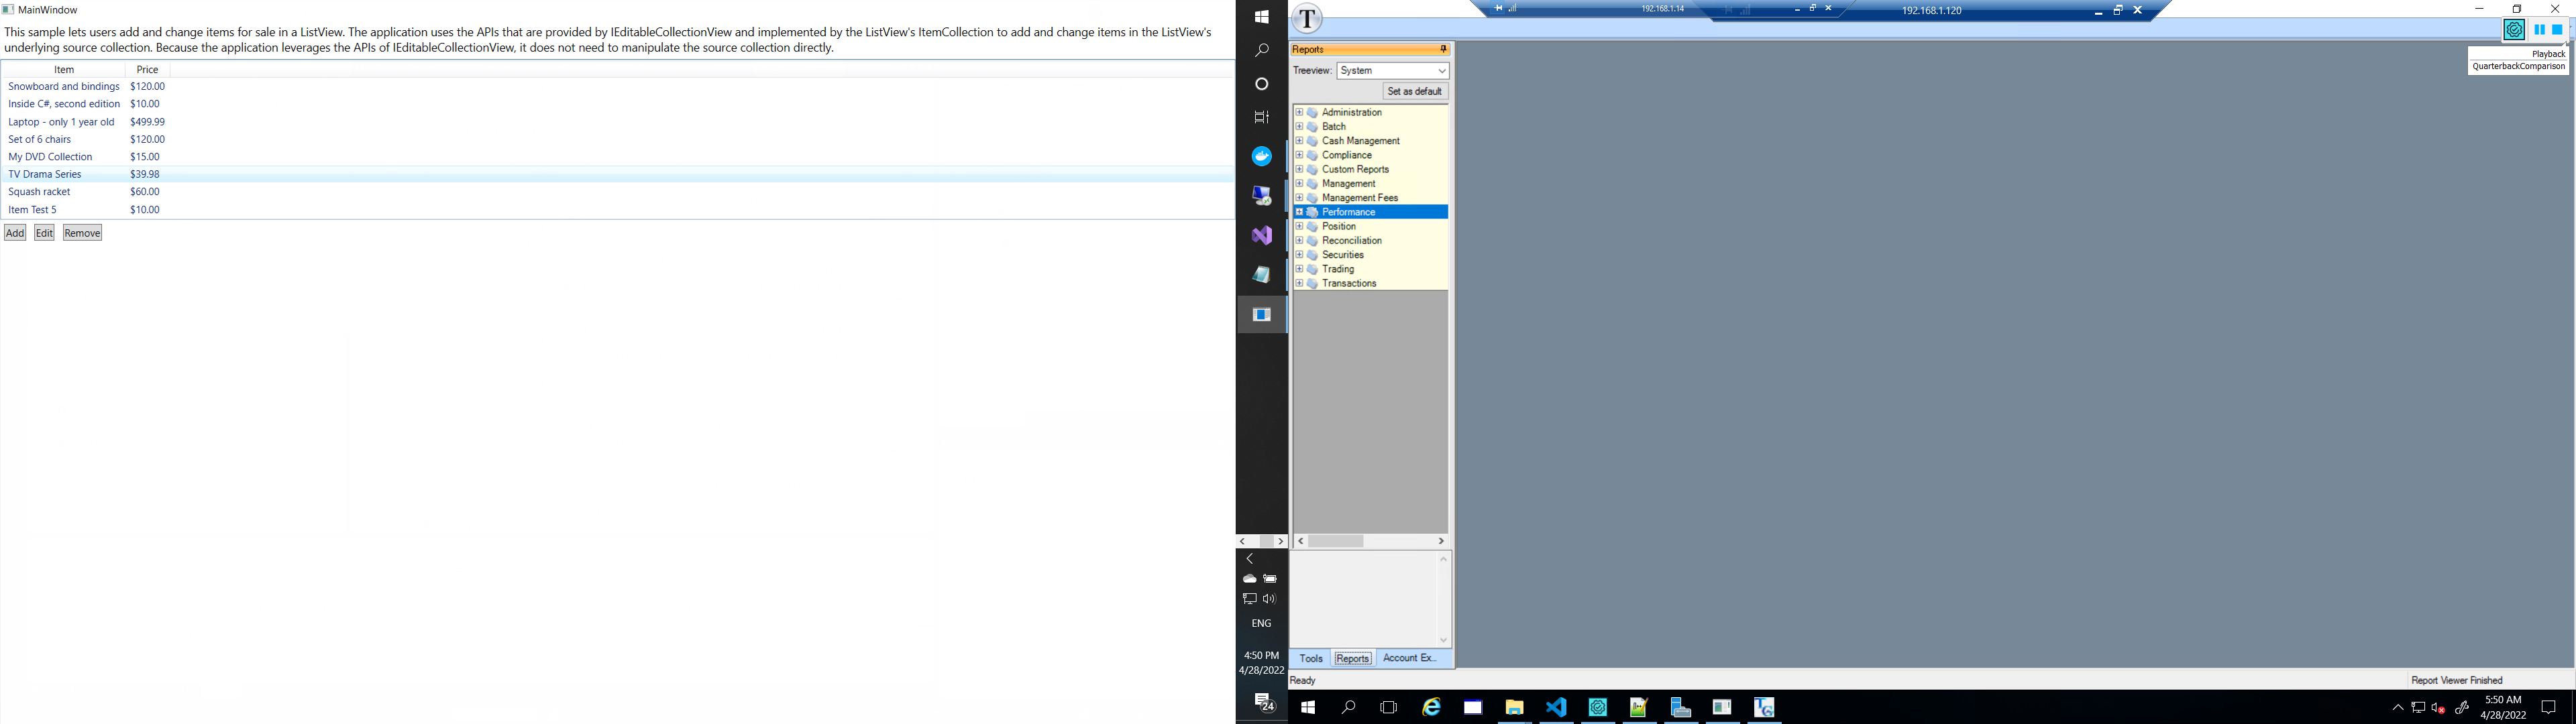 MainWindow
This sample lets users add and change items for sale in a ListView. The application uses the APIs that are provided by IEditableCollectionView and implemented by the ListView's ItemCollection to add and change items in the ListView's
underlying source collection. Because the application leverages the APIs of IEditableCollectionView, it does not need to manipulate the source collection directly.
Item Price
Snowboard and bindings $120.00
Inside C#, second edition $10.00
Laptop - only 1 year old $499.99
Set of 6 chairs $120.00
My DVD Collection $15.00
TV Drama Series $39.98
Squash racket $60.00
Item Test 5 $10.00
Add Edit Remove
ENG
4:50 PM
4/28/2022
24
T
192.168.1.14
192.168.1.120
Playback
QuarterbackComparison
Reports
Treeview: System
Set as default
Administration
Batch
Cash Management
Compliance
Custom Reports
Management
Management Fees
Performance
Position
Reconciliation
Securities
Trading
Transactions
Tools Reports Account Ex...
Ready
Report Viewer Finished
5:50 AM
4/28/2022